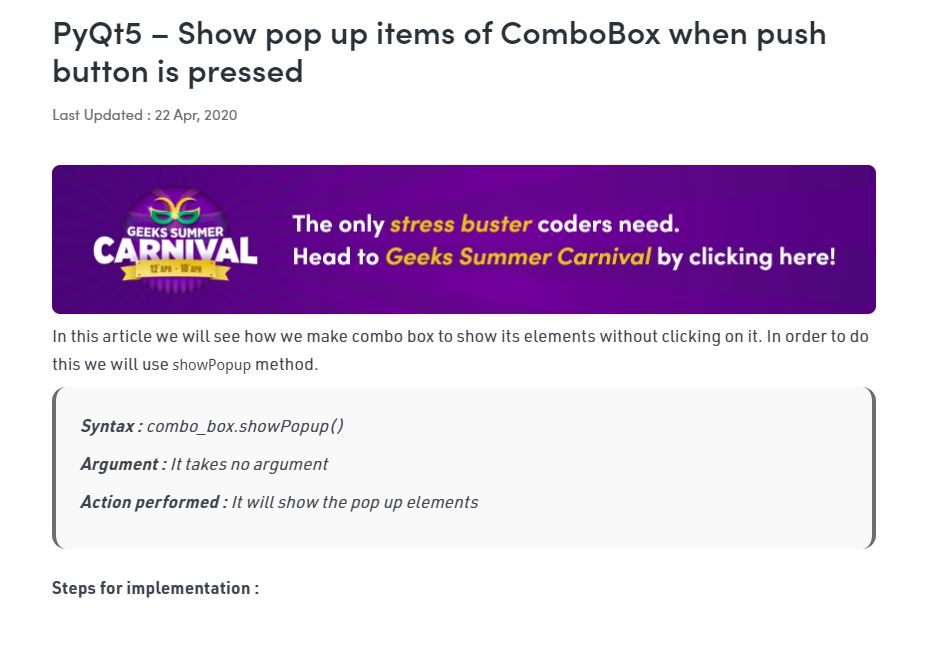 PyQt5 – Show pop up items of ComboBox when push
button is pressed
Last Updated : 22 Apr, 2020
GEEKS SUMMER
CARNIVAL
12 APR - 18 APR
The only stress buster coders need.
Head to Geeks Summer Carnival by clicking here!
In this article we will see how we make combo box to show its elements without clicking on it. In order to do
this we will use showPopup method.
Syntax : combo_box.showPopup()
Argument : It takes no argument
Action performed : It will show the pop up elements
Steps for implementation :